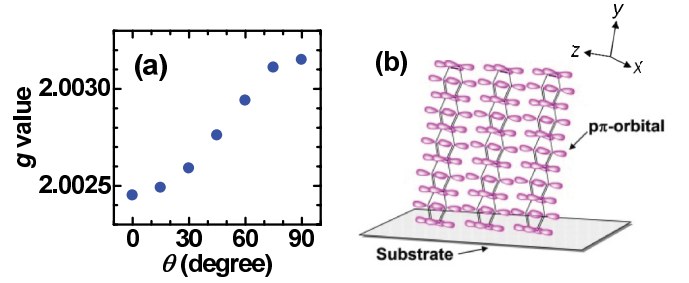 (a)
g value
2.0030
2.0025
0 30 60 90
θ (degree)
(b)
y
z
x
pπ-orbital
Substrate